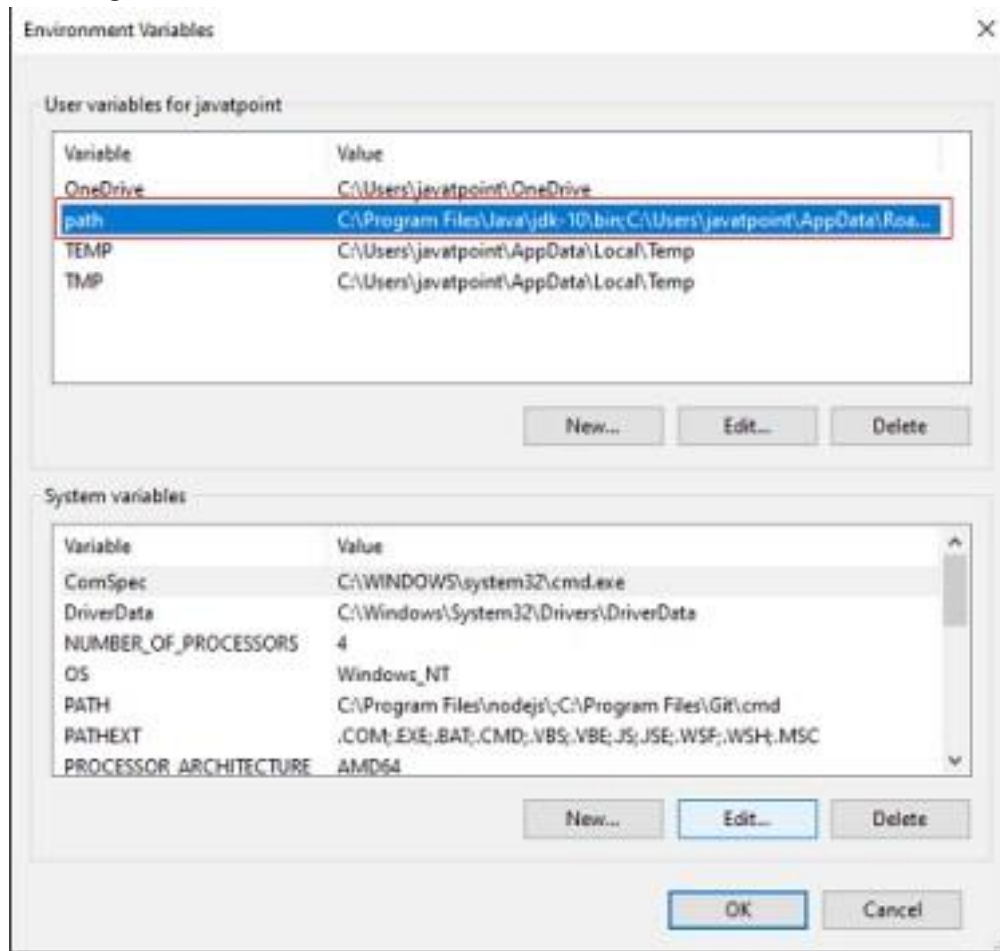 Environment Variables
User variables for javatpoint
Variable Value
OneDrive C:\Users\javatpoint\OneDrive
path C:\Program Files\Java\jdk-10\bin;C:\Users\javatpoint\AppData\Roa...
TEMP C:\Users\javatpoint\AppData\Local\Temp
TMP C:\Users\javatpoint\AppData\Local\Temp
New... Edit... Delete
System variables
Variable Value
ComSpec C:\WINDOWS\system32\cmd.exe
DriverData C:\Windows\System32\Drivers\DriverData
NUMBER_OF_PROCESSORS 4
OS Windows_NT
PATH C:\Program Files\nodejs\;C:\Program Files\Git\cmd
PATHEXT .COM;.EXE;.BAT;.CMD;.VBS;.VBE;.JS;.JSE;.WSF;.WSH;.MSC
PROCESSOR_ARCHITECTURE AMD64
New... Edit... Delete
OK Cancel